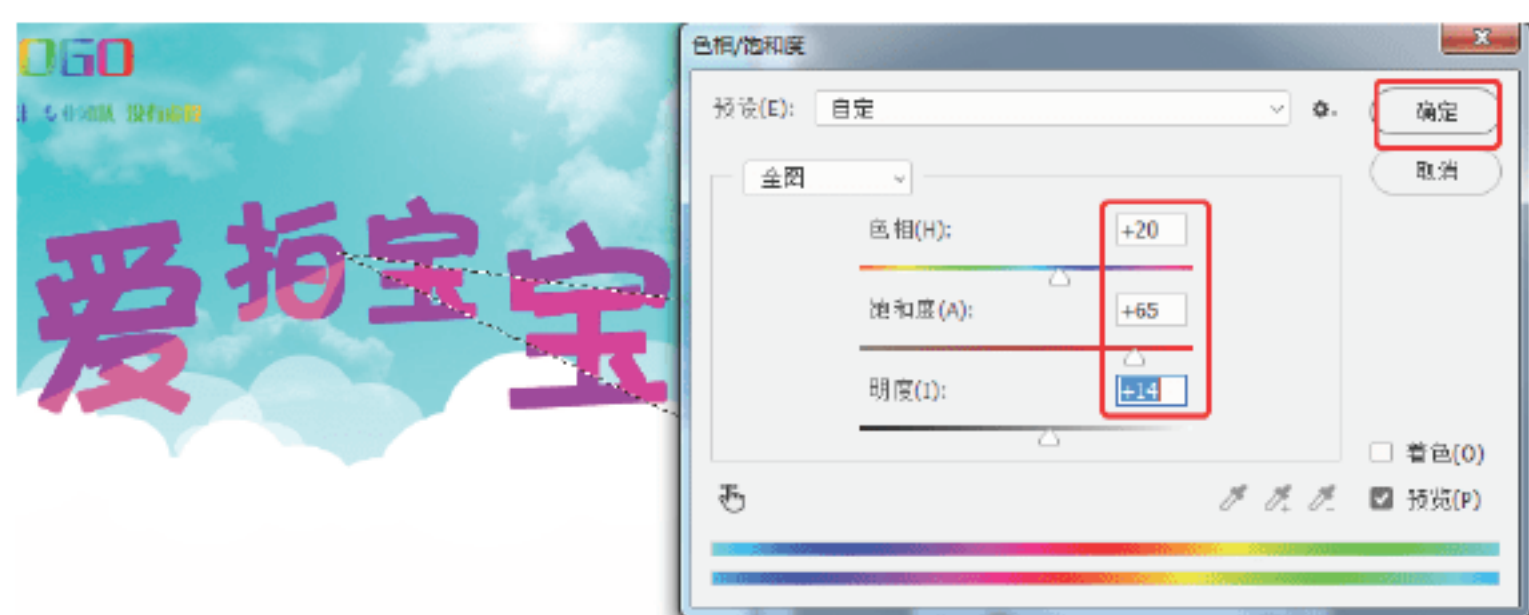 OGO
爱拍宝宝
色相/饱和度
预设(E): 自定
确定
取消
全图
色相(H): +20
饱和度(A): +65
明度(I): +14
着色(O)
预览(P)